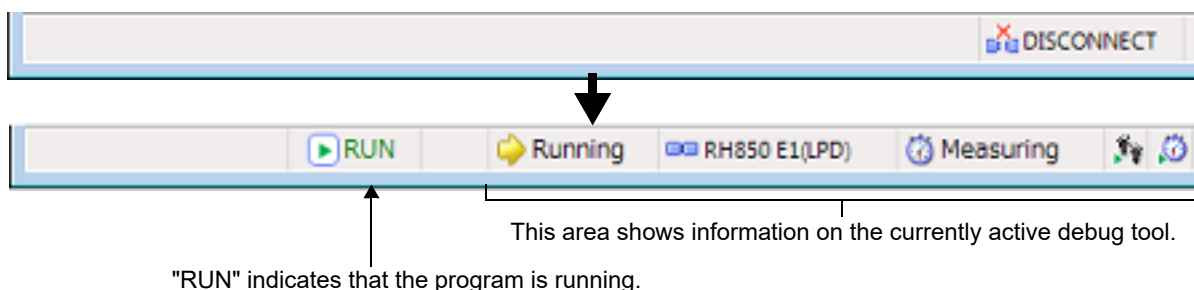 DISCONNECT
RUN Running RH850 E1(LPD) Measuring
This area shows information on the currently active debug tool.
"RUN" indicates that the program is running.